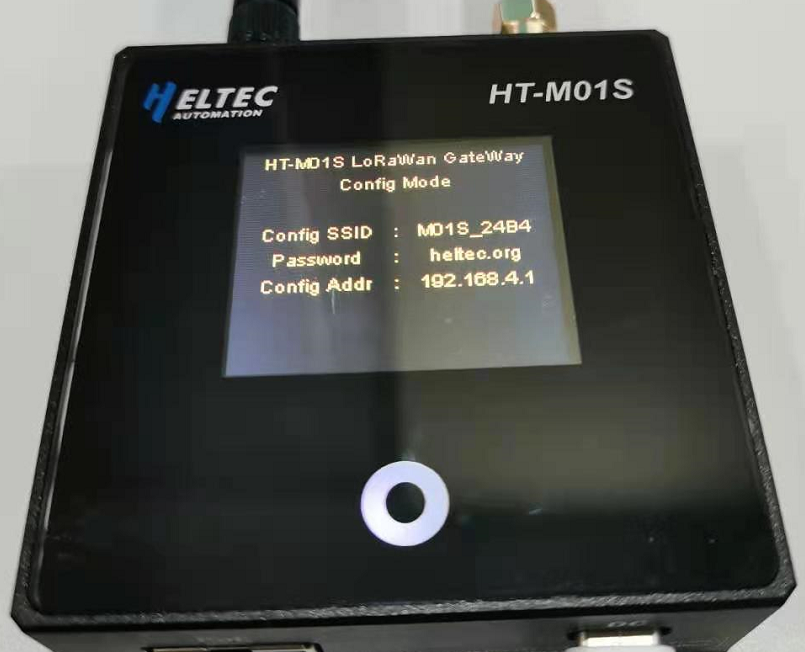 HELTEC
AUTOMATION
HT-M01S
HT-M01S LoRaWan GateWay
Config Mode
Config SSID : M01S_24B4
Password : heltec.org
Config Addr : 192.168.4.1
DC